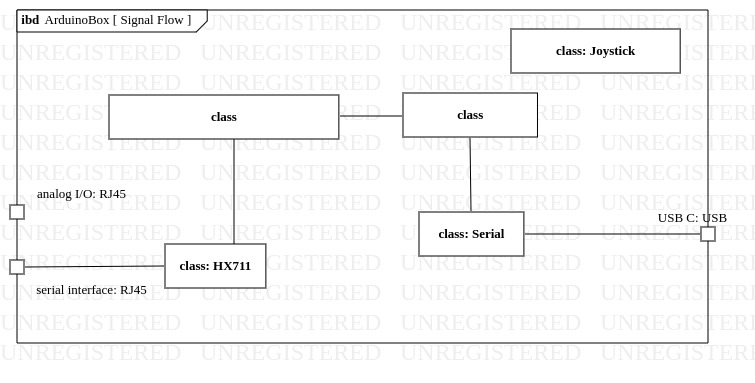 ibd ArduinoBox [ Signal Flow ]
class: Joystick
class
class
analog I/O: RJ45
USB C: USB
class: Serial
class: HX711
serial interface: RJ45
UNREGISTERED UNREGISTERED UNREGISTERED UNREGISTERED